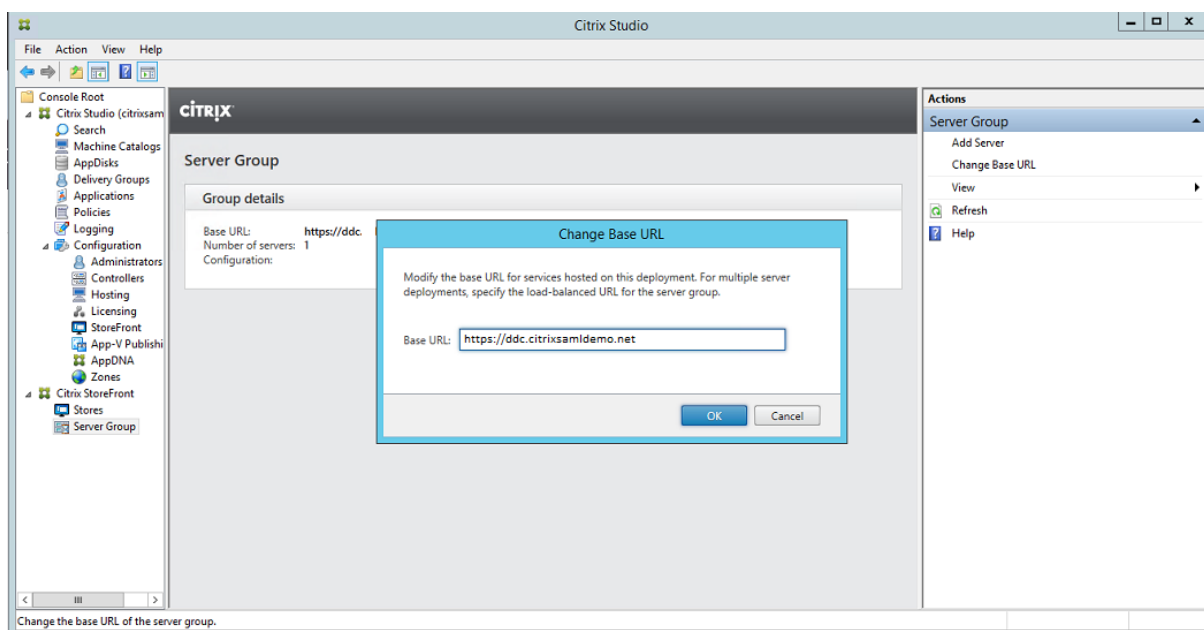 Citrix Studio
File Action View Help
Console Root
Citrix Studio (citrixsam
Search
Machine Catalogs
AppDisks
Delivery Groups
Applications
Policies
Logging
Configuration
Administrators
Controllers
Hosting
Licensing
StoreFront
App-V Publishi
AppDNA
Zones
Citrix StoreFront
Stores
Server Group
CİTRIX
Server Group
Group details
Base URL: https://ddc.
Number of servers: 1
Configuration:
Change Base URL
Modify the base URL for services hosted on this deployment. For multiple server
deployments, specify the load-balanced URL for the server group.
Base URL: https://ddc.citrixsamldemo.net
OK Cancel
Actions
Server Group
Add Server
Change Base URL
View
Refresh
Help
Change the base URL of the server group.